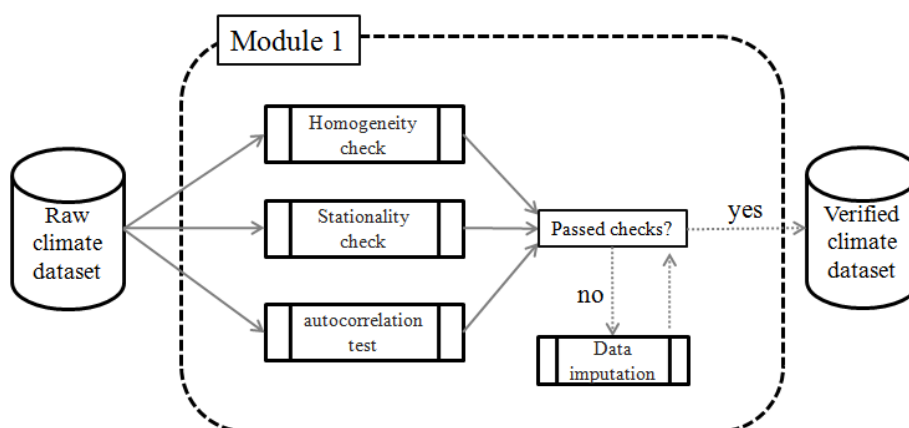 Module 1
Raw
climate
dataset
Homogeneity
check
Stationality
check
autocorrelation
test
Passed checks?
yes
no
Data
imputation
Verified
climate
dataset